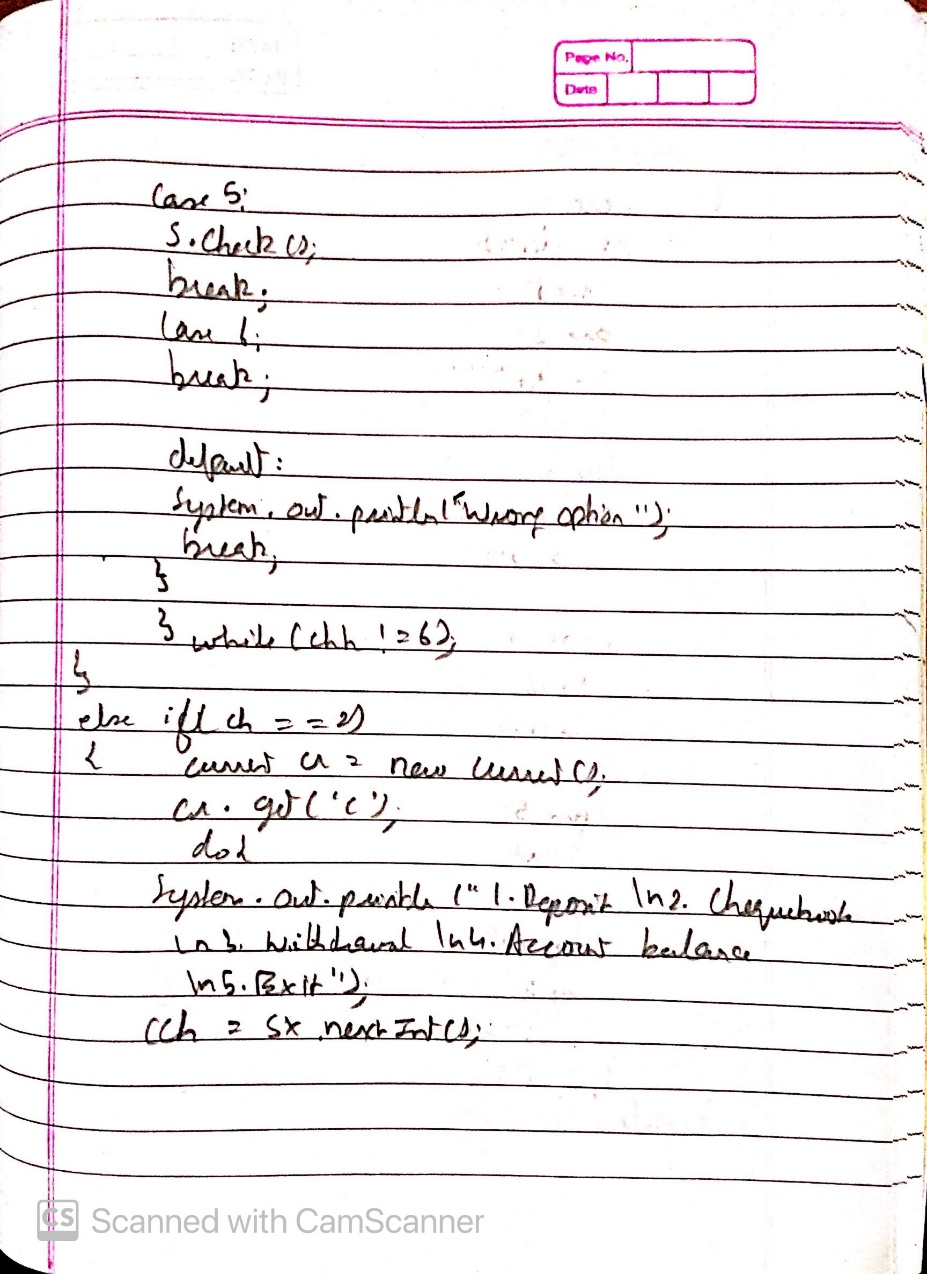 Page No.
Date
Case 5:
S.Check();
break;
Case 6:
break;
default:
System.out.println("Wrong option");
break;
}
} while (chh != 6);
}
else if( ch == 2)
{ current cr = new current();
cr.get('c');
do{
System.out.println("1. Deposit \n2. Chequebook
\n3. withdrawal \n4. Account balance
\n5. Exit");
cch = sx.nextInt();
CS Scanned with CamScanner